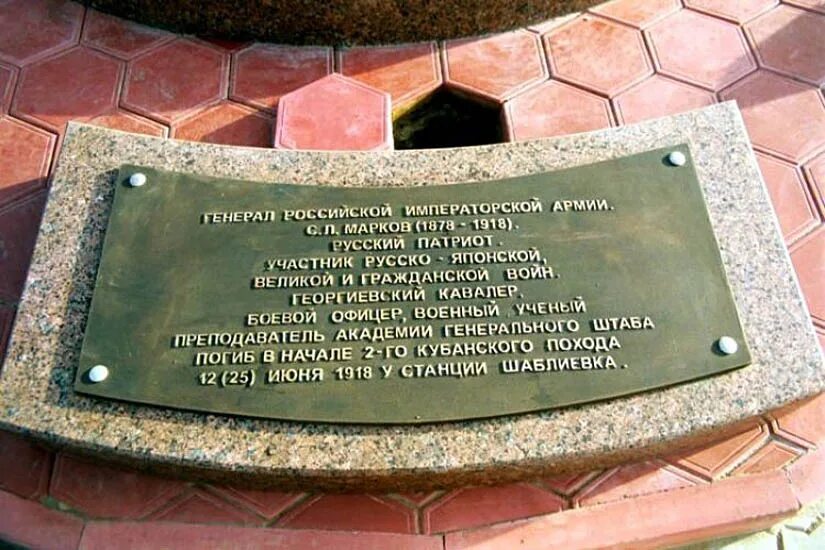 ГЕНЕРАЛ РОССИЙСКОЙ ИМПЕРАТОРСКОЙ АРМИИ.
С.Л. МАРКОВ (1878 - 1918).
РУССКИЙ ПАТРИОТ.
УЧАСТНИК РУССКО - ЯПОНСКОЙ,
ВЕЛИКОЙ И ГРАЖДАНСКОЙ ВОЙН.
ГЕОРГИЕВСКИЙ КАВАЛЕР,
БОЕВОЙ ОФИЦЕР, ВОЕННЫЙ УЧЕНЫЙ
ПРЕПОДАВАТЕЛЬ АКАДЕМИИ ГЕНЕРАЛЬНОГО ШТАБА
ПОГИБ В НАЧАЛЕ 2-ГО КУБАНСКОГО ПОХОДА
12 (25) ИЮНЯ 1918 У СТАНЦИИ ШАБЛИЕВКА.